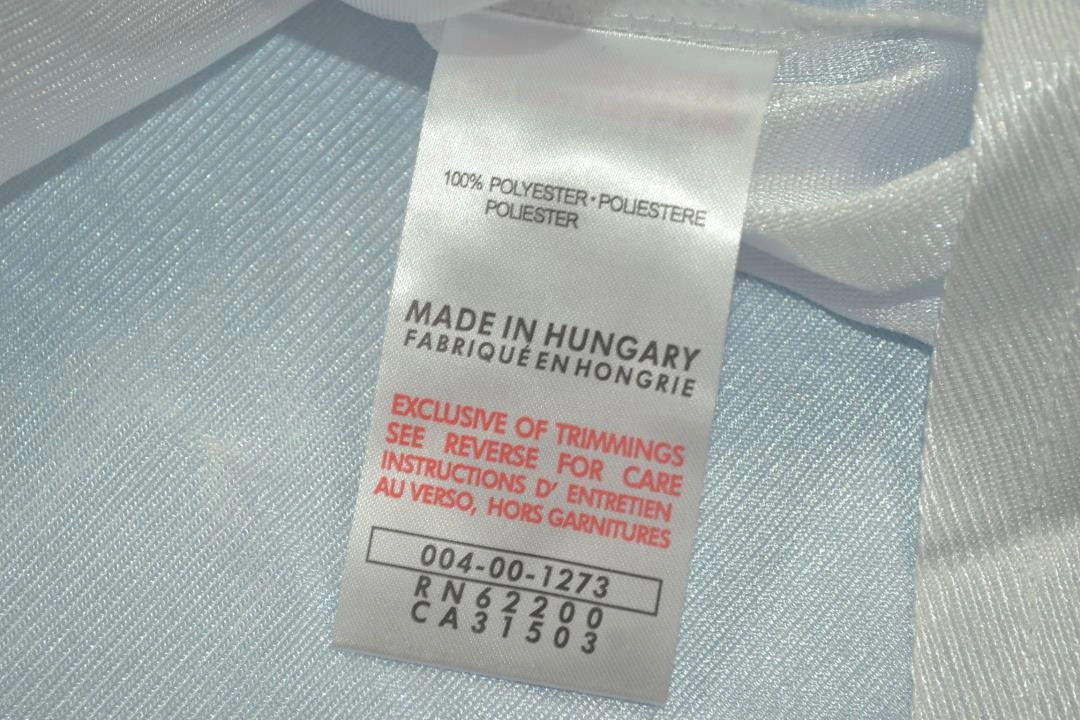 100% POLYESTER · POLIESTERE
POLIESTER
MADE IN HUNGARY
FABRIQUÉ EN HONGRIE
EXCLUSIVE OF TRIMMINGS
SEE REVERSE FOR CARE
INSTRUCTIONS D' ENTRETIEN
AU VERSO, HORS GARNITURES
004-00-1273
RN62200
CA31503